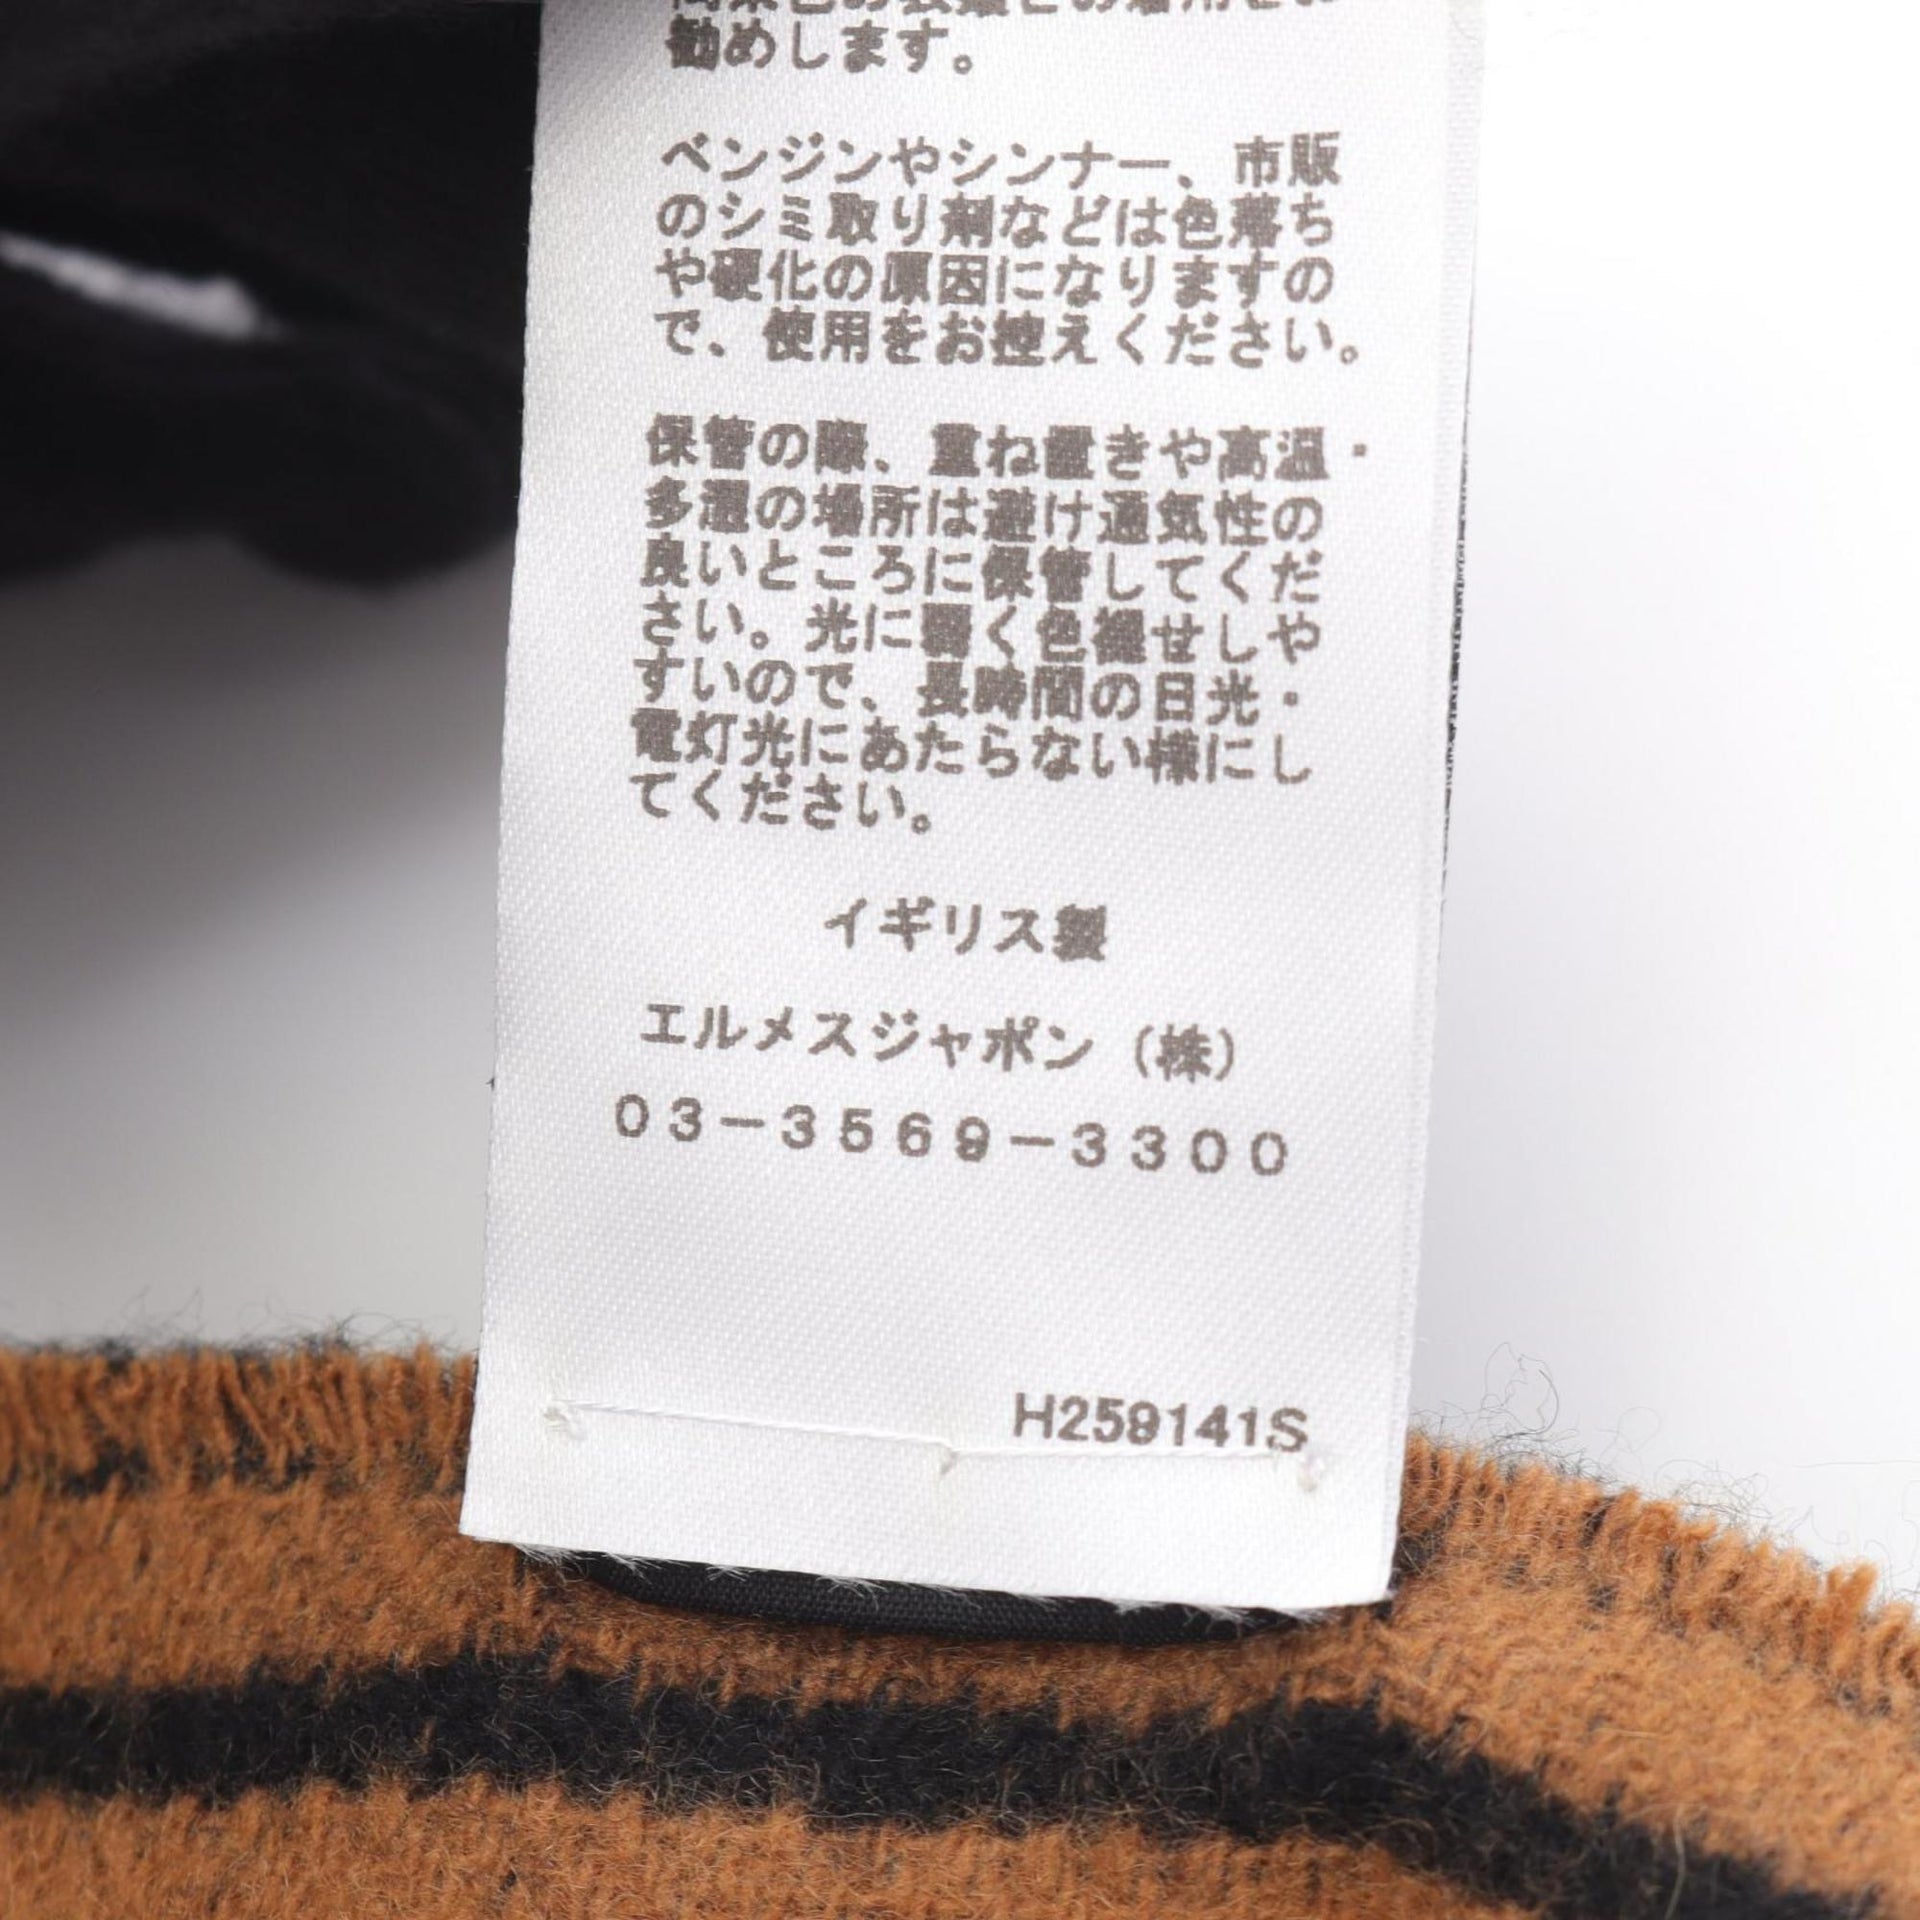 勧めします。
ベンジンやシンナー、市販
のシミ取り剤などは色落ち
や硬化の原因になりますの
で、使用をお控えください。
保管の際、重ね置きや高温・
多湿の場所は避け通気性の
良いところに保管してくだ
さい。光に弱く色褪せしや
すいので、長時間の日光・
電灯光にあたらない様にし
てください。
イギリス製
エルメスジャポン（株）
03-3569-3300
H259141S